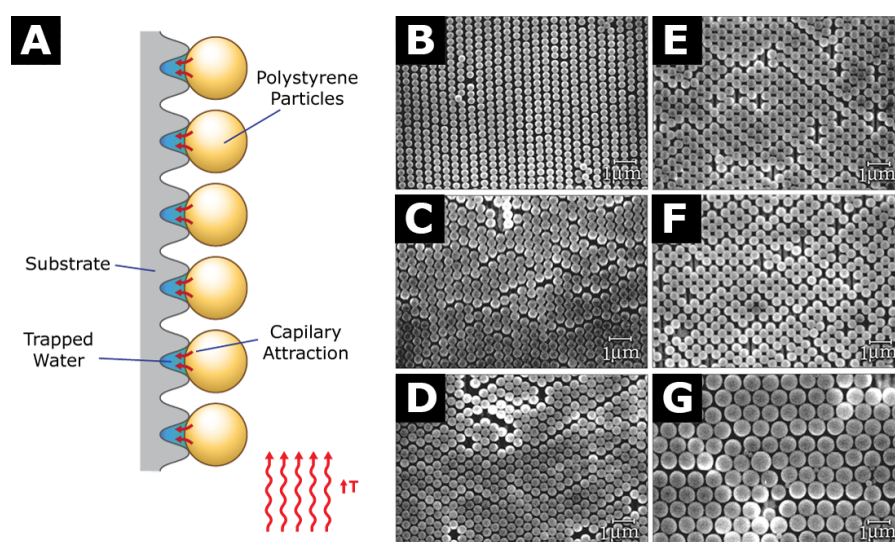 A
Polystyrene
Particles
Substrate
Trapped
Water
Capilary
Attraction
↑T
B
1µm
C
1µm
D
1µm
E
1µm
F
1µm
G
1µm